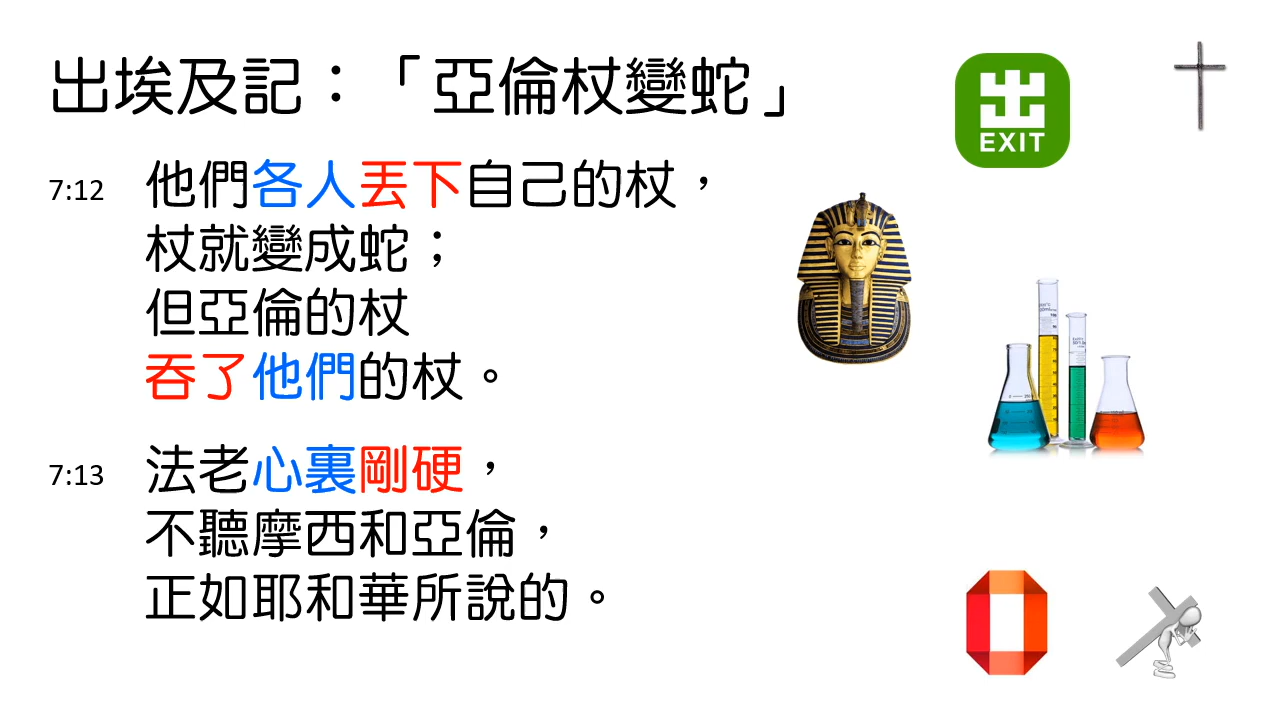 出埃及記：「亞倫杖變蛇」
出
EXIT
7:12 他們各人丟下自己的杖，
杖就變成蛇；
但亞倫的杖
吞了他們的杖。
7:13 法老心裏剛硬，
不聽摩西和亞倫，
正如耶和華所說的。